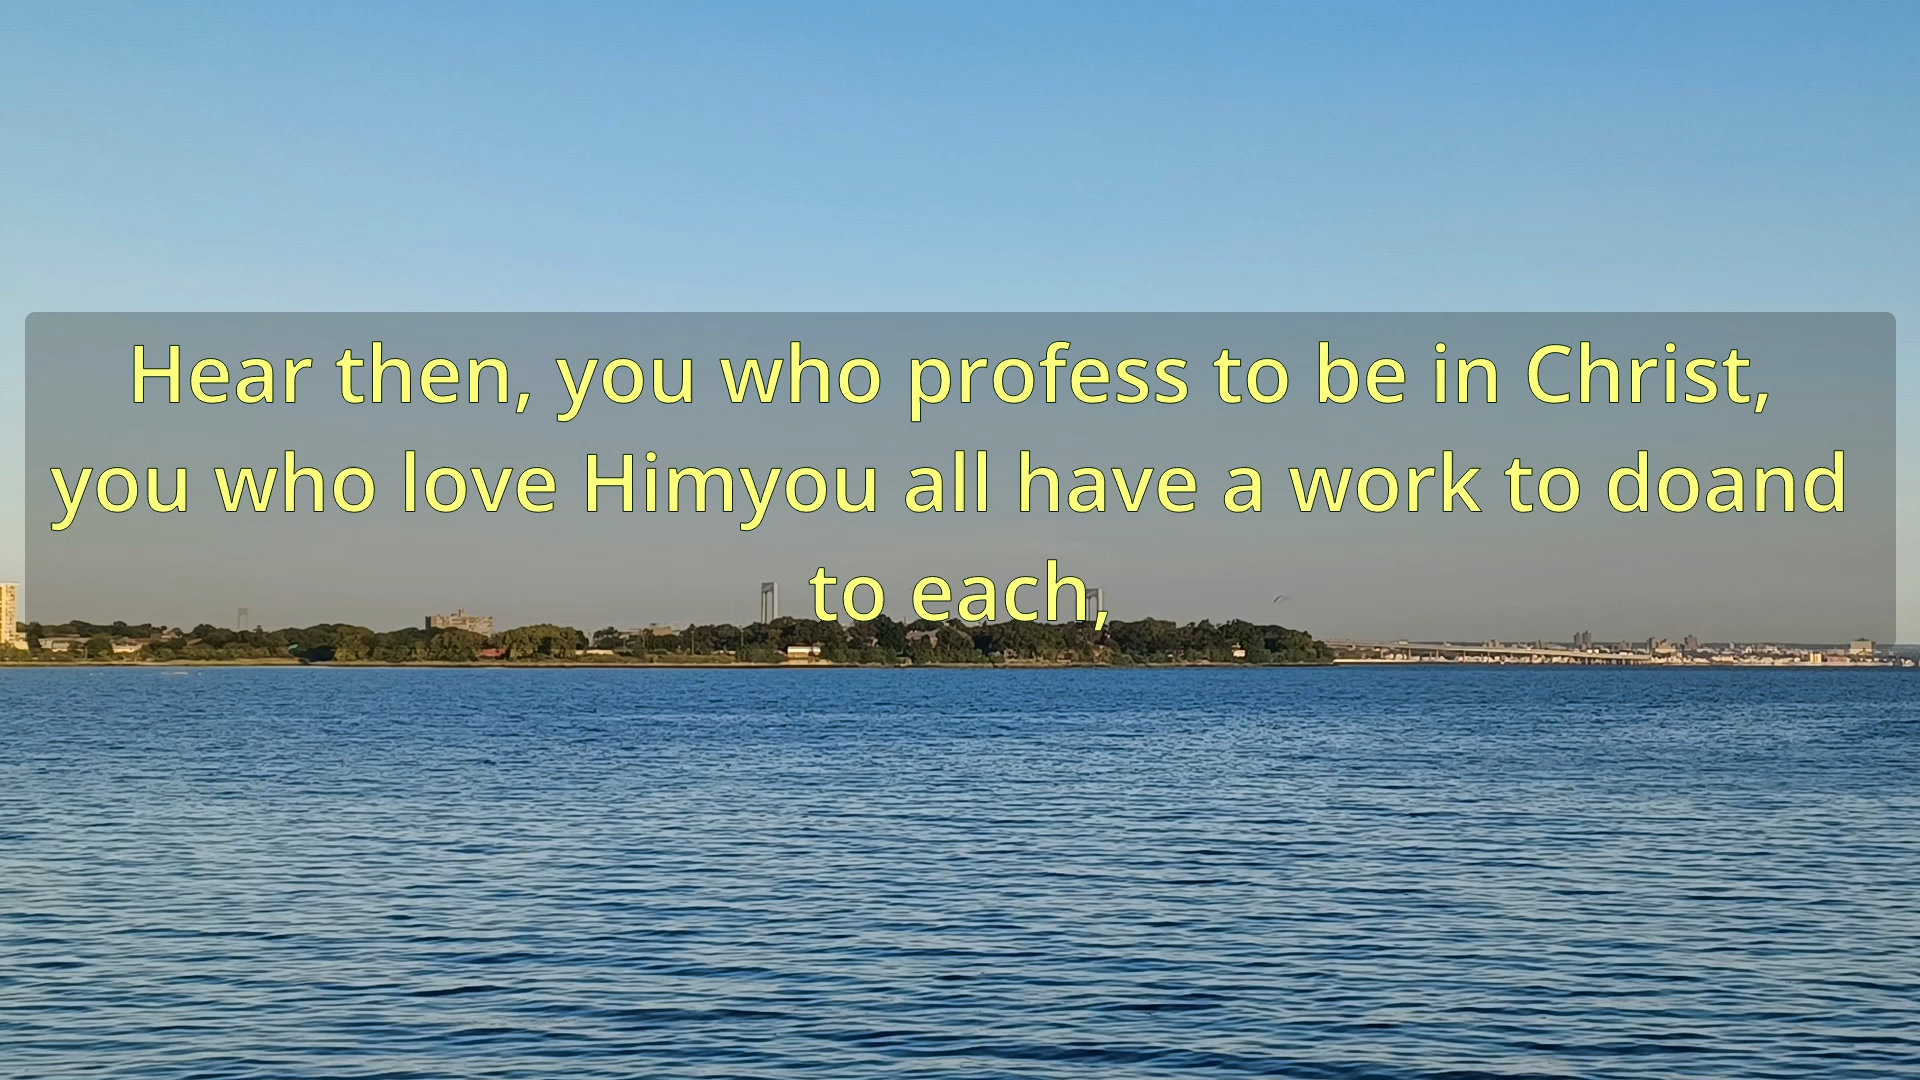 Hear then, you who profess to be in Christ,
you who love Himyou all have a work to doand
to each,